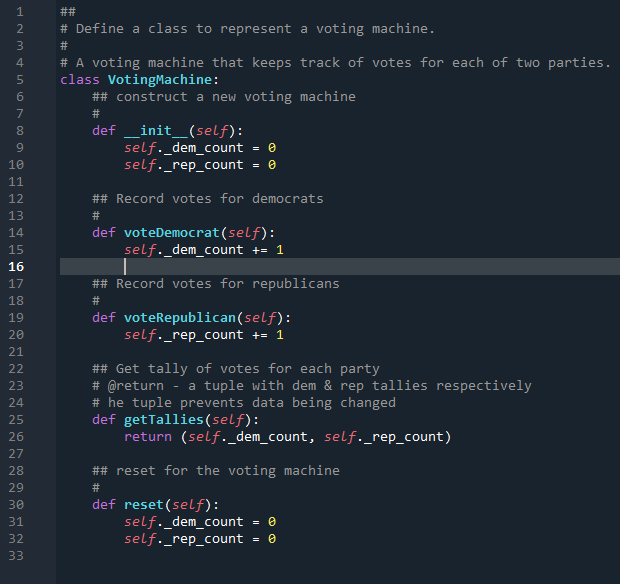 1 ##
2 # Define a class to represent a voting machine.
3 #
4 # A voting machine that keeps track of votes for each of two parties.
5 class VotingMachine:
6     ## construct a new voting machine
7     #
8     def __init__(self):
9         self._dem_count = 0
10         self._rep_count = 0
11
12     ## Record votes for democrats
13     #
14     def voteDemocrat(self):
15         self._dem_count += 1
16
17     ## Record votes for republicans
18     #
19     def voteRepublican(self):
20         self._rep_count += 1
21
22     ## Get tally of votes for each party
23     # @return - a tuple with dem & rep tallies respectively
24     # he tuple prevents data being changed
25     def getTallies(self):
26         return (self._dem_count, self._rep_count)
27
28     ## reset for the voting machine
29     #
30     def reset(self):
31         self._dem_count = 0
32         self._rep_count = 0
33